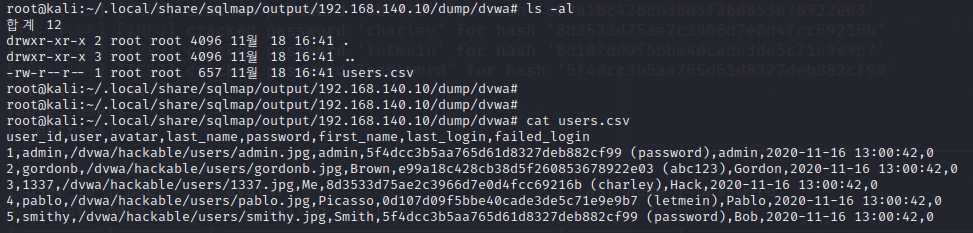 root@kali:~/.local/share/sqlmap/output/192.168.140.10/dump/dvwa# ls -al
합계 12
drwxr-xr-x 2 root root 4096 11월 18 16:41 .
drwxr-xr-x 3 root root 4096 11월 18 16:41 ..
-rw-r--r-- 1 root root 657 11월 18 16:41 users.csv
root@kali:~/.local/share/sqlmap/output/192.168.140.10/dump/dvwa#
root@kali:~/.local/share/sqlmap/output/192.168.140.10/dump/dvwa#
root@kali:~/.local/share/sqlmap/output/192.168.140.10/dump/dvwa# cat users.csv
user_id,user,avatar,last_name,password,first_name,last_login,failed_login
1,admin,/dvwa/hackable/users/admin.jpg,admin,5f4dcc3b5aa765d61d8327deb882cf99 (password),admin,2020-11-16 13:00:42,0
2,gordonb,/dvwa/hackable/users/gordonb.jpg,Brown,e99a18c428cb38d5f260853678922e03 (abc123),Gordon,2020-11-16 13:00:42,0
3,1337,/dvwa/hackable/users/1337.jpg,Me,8d3533d75ae2c3966d7e0d4fcc69216b (charley),Hack,2020-11-16 13:00:42,0
4,pablo,/dvwa/hackable/users/pablo.jpg,Picasso,0d107d09f5bbe40cade3de5c71e9e9b7 (letmein),Pablo,2020-11-16 13:00:42,0
5,smithy,/dvwa/hackable/users/smithy.jpg,Smith,5f4dcc3b5aa765d61d8327deb882cf99 (password),Bob,2020-11-16 13:00:42,0